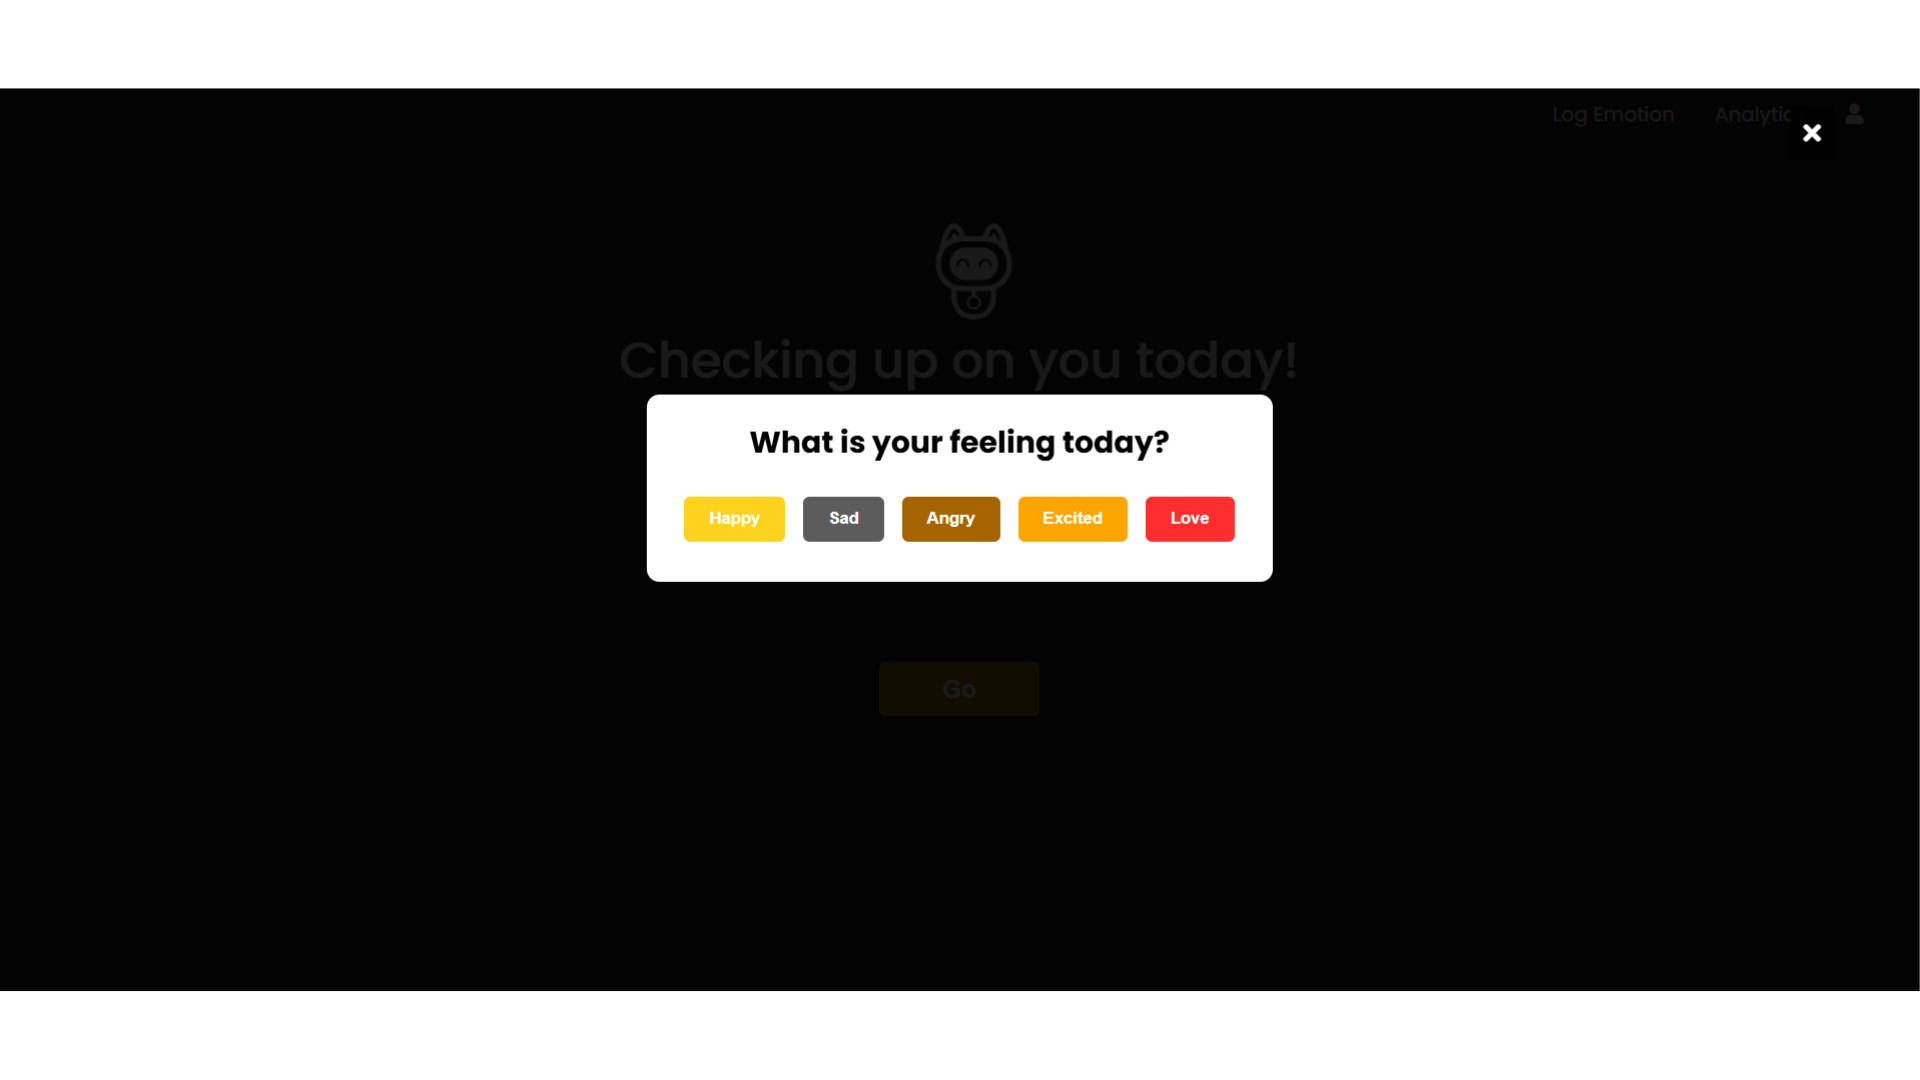 Log Emotion Analytic
Checking up on you today!
What is your feeling today?
Happy Sad Angry Excited Love
Go